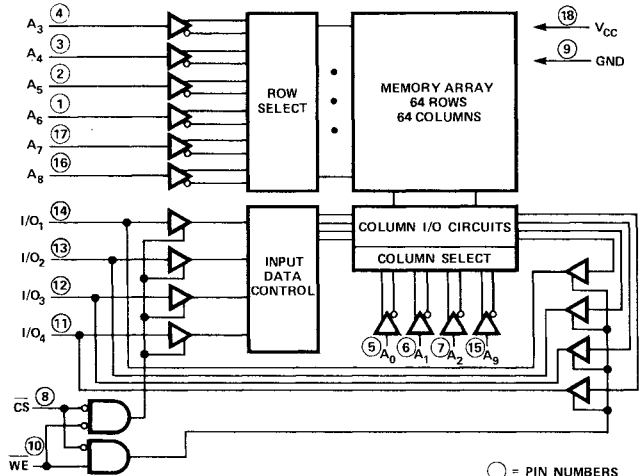 4
A3
3
A4
2
A5
1
A6
17
A7
16
A8
ROW
SELECT
MEMORY ARRAY
64 ROWS
64 COLUMNS
18
VCC
9
GND
14
I/O1
13
I/O2
12
I/O3
11
I/O4
INPUT
DATA
CONTROL
COLUMN I/O CIRCUITS
COLUMN SELECT
5 A0
6 A1
7 A2
15 A9
8
CS
10
WE
= PIN NUMBERS